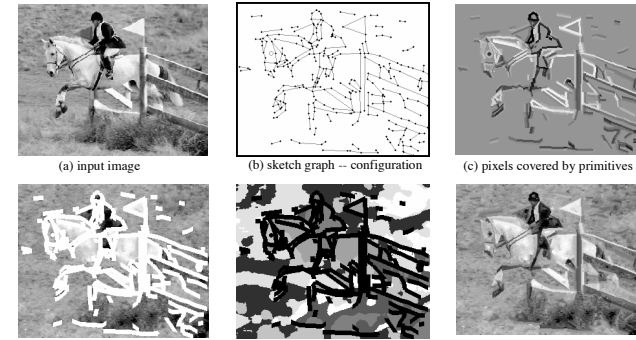 (a) input image
(b) sketch graph -- configuration
(c) pixels covered by primitives